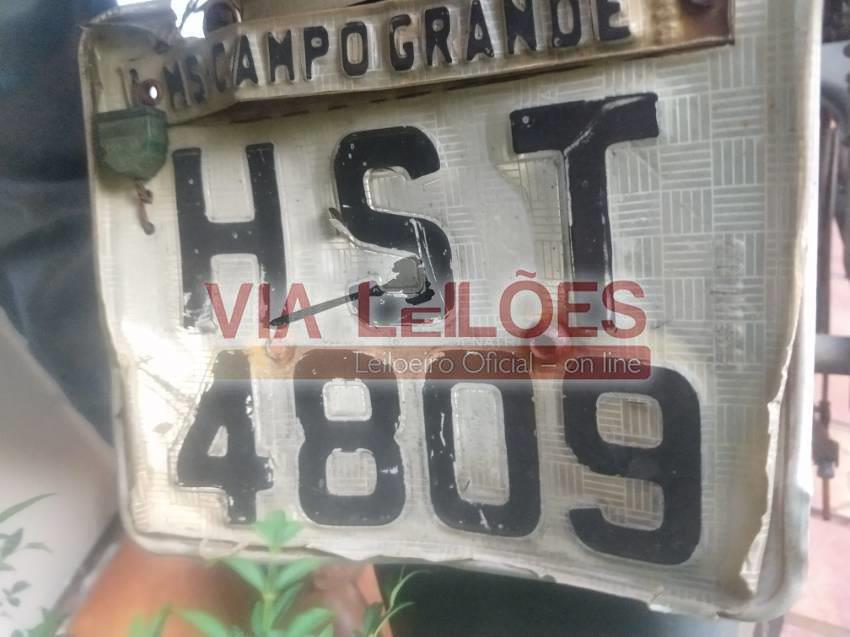 MS CAMPO GRANDE
HST
VIA LEILÕES
Leiloeiro Oficial - on line
4809